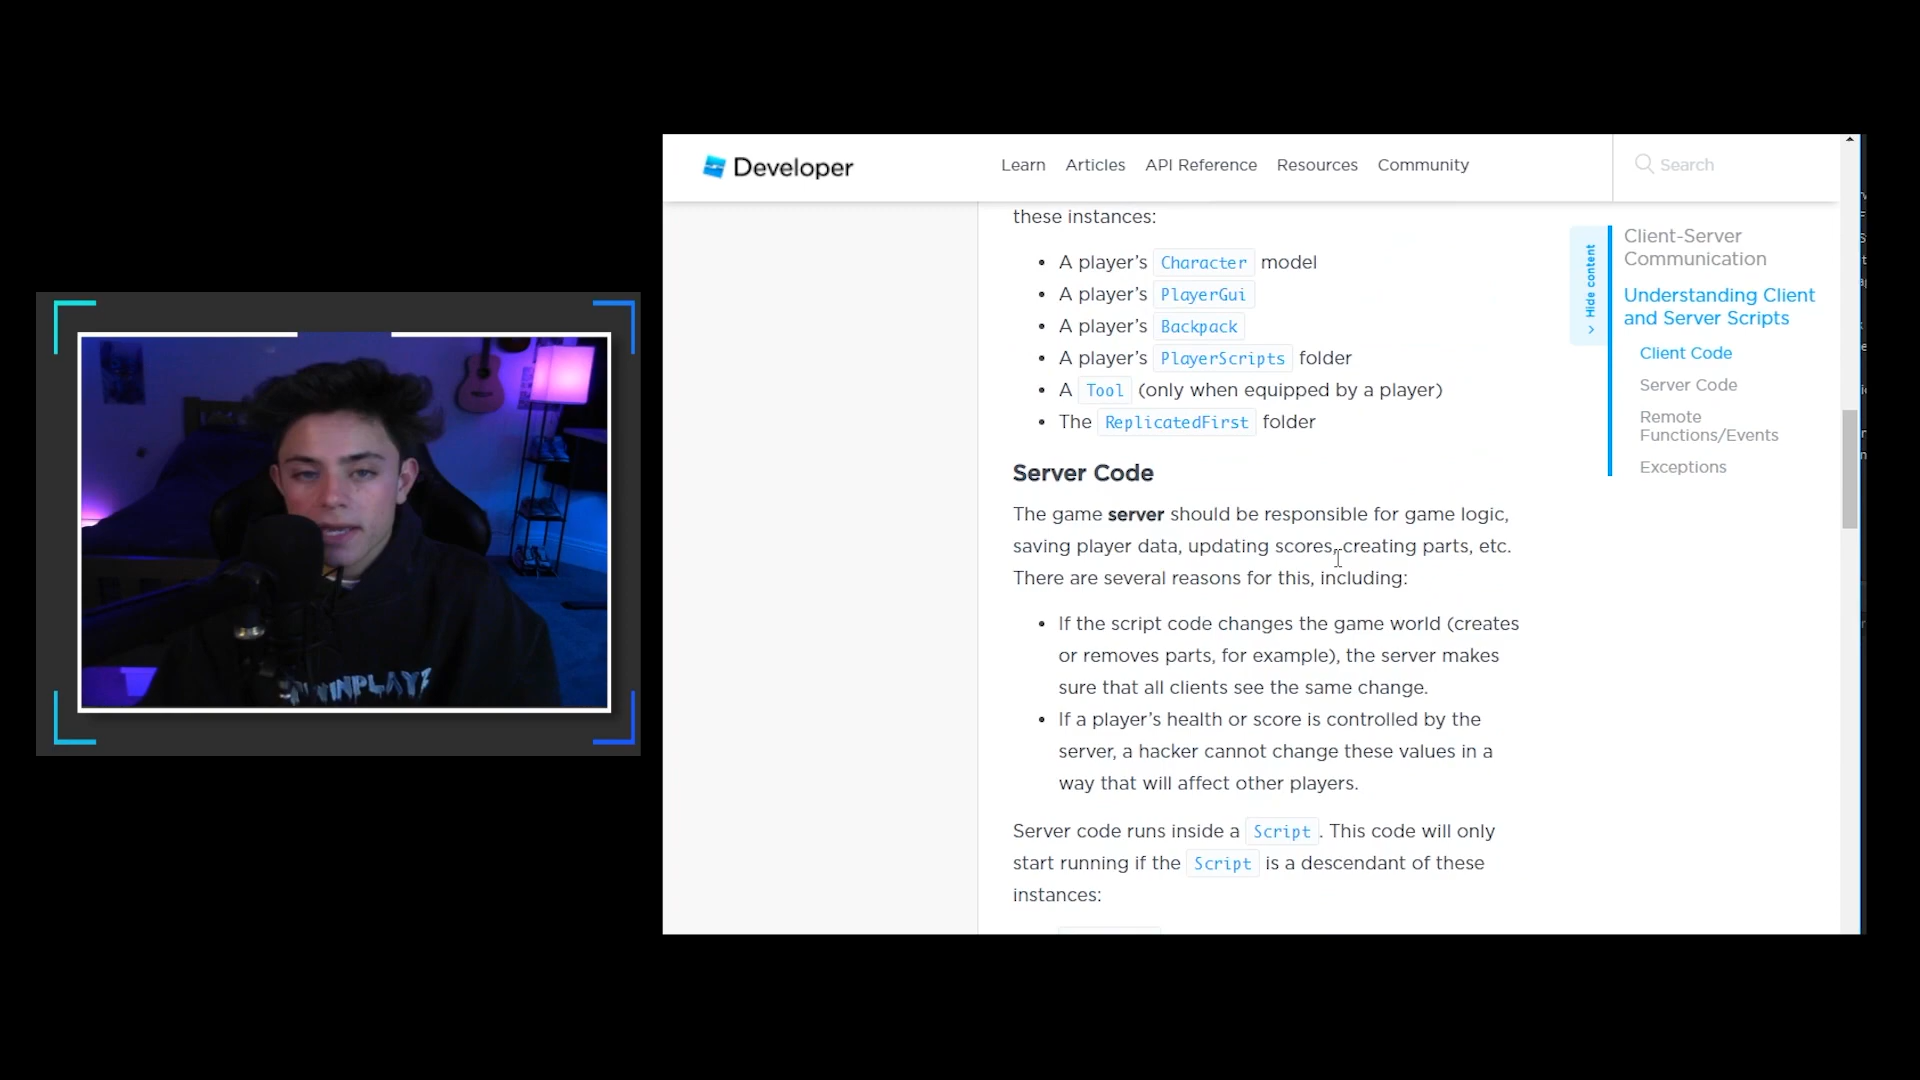 Developer
Learn Articles API Reference Resources Community
Search
these instances:
• A player’s Character model
• A player’s PlayerGui
• A player’s Backpack
• A player’s PlayerScripts folder
• A Tool (only when equipped by a player)
• The ReplicatedFirst folder
Server Code
The game server should be responsible for game logic,
saving player data, updating scores, creating parts, etc.
There are several reasons for this, including:
• If the script code changes the game world (creates
or removes parts, for example), the server makes
sure that all clients see the same change.
• If a player’s health or score is controlled by the
server, a hacker cannot change these values in a
way that will affect other players.
Server code runs inside a Script. This code will only
start running if the Script is a descendant of these
instances:
Hide content
Client-Server
Communication
Understanding Client
and Server Scripts
Client Code
Server Code
Remote
Functions/Events
Exceptions